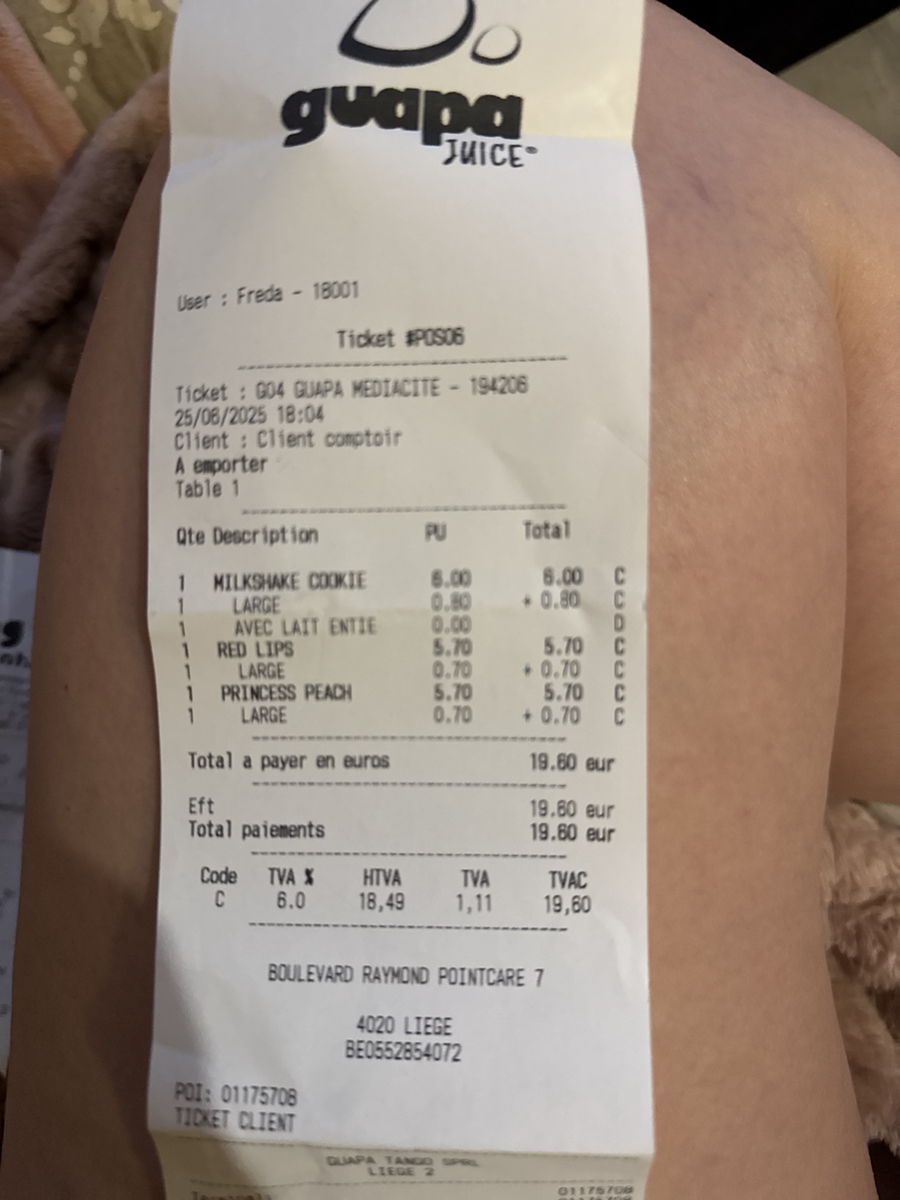 guapa
JUICE®
User : Freda - 18001
Ticket #POS06
Ticket : G04 GUAPA MEDIACITE - 194206
25/06/2025 18:04
Client : Client comptoir
A emporter
Table 1
Qte Description PU Total
1 MILKSHAKE COOKIE 6.00 6.00 C
1 LARGE 0.80 + 0.80 C
1 AVEC LAIT ENTIE 0.00 D
1 RED LIPS 5.70 5.70 C
1 LARGE 0.70 + 0.70 C
1 PRINCESS PEACH 5.70 5.70 C
1 LARGE 0.70 + 0.70 C
Total a payer en euros 19.60 eur
Eft 19.60 eur
Total paiements 19.60 eur
Code TVA % HTVA TVA TVAC
C 6.0 18,49 1,11 19,60
BOULEVARD RAYMOND POINTCARE 7
4020 LIEGE
BE0552854072
POI: 01175708
TICKET CLIENT
GUAPA TANGO SPRL
LIEGE 2
01175708